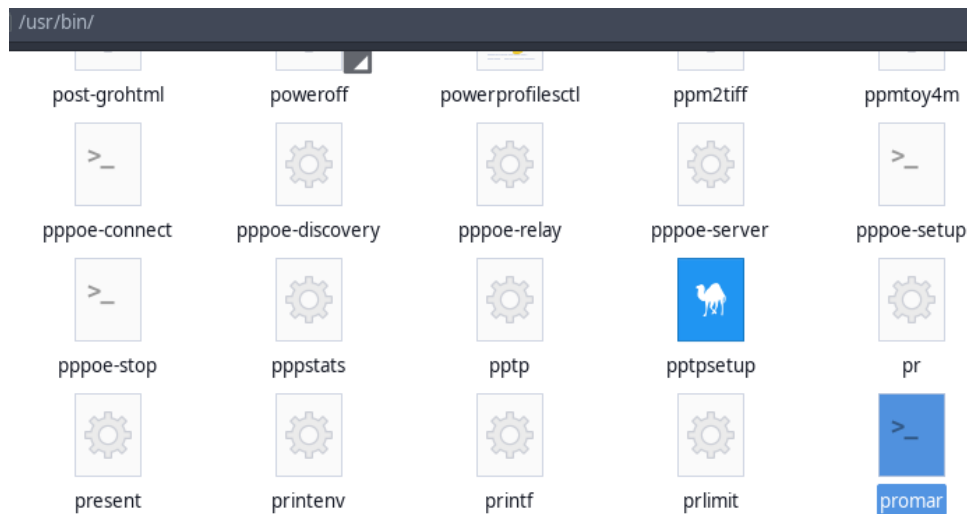 /usr/bin/
post-grohtml poweroff powerprofilesctl ppm2tiff ppmtoy4m
>_ >_
pppoe-connect pppoe-discovery pppoe-relay pppoe-server pppoe-setup
>_
pppoe-stop pppstats pptp pptpsetup pr
>_
present printenv printf prlimit promar